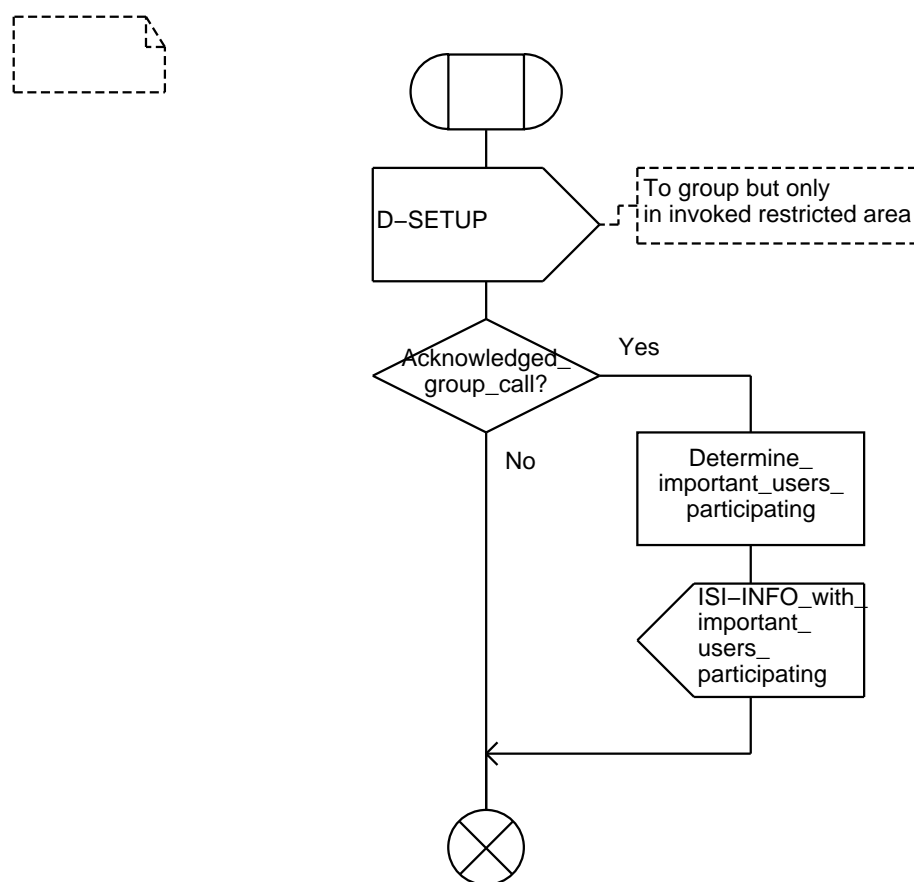 To group but only
in invoked restricted area
D−SETUP
Acknowledged_
group_call?
Yes
No
Determine_
important_users_
participating
ISI−INFO_with_
important_
users_
participating